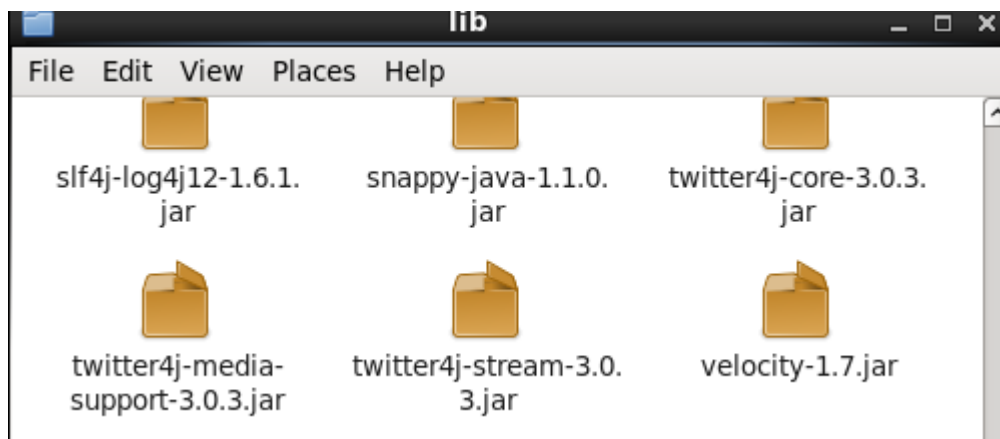 lib
File Edit View Places Help
slf4j-log4j12-1.6.1.
jar
snappy-java-1.1.0.
jar
twitter4j-core-3.0.3.
jar
twitter4j-media-
support-3.0.3.jar
twitter4j-stream-3.0.
3.jar
velocity-1.7.jar